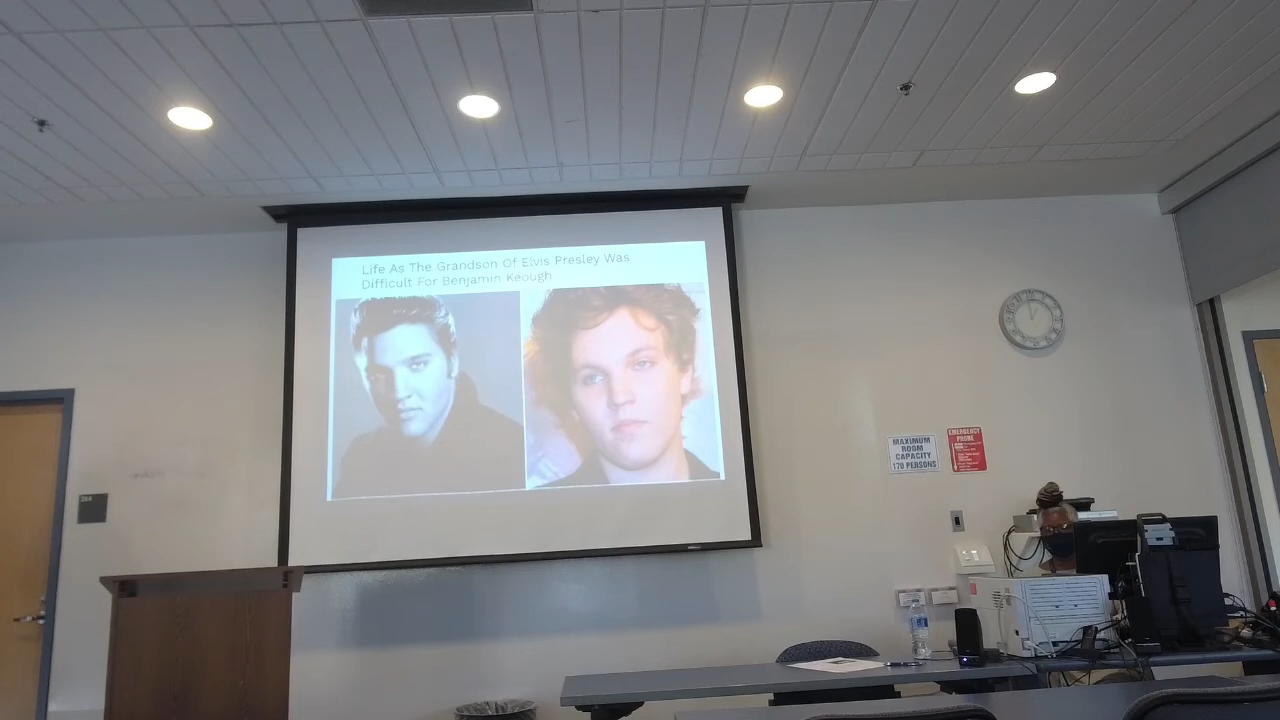 Life As The Grandson Of Elvis Presley Was
Difficult For Benjamin Keough
MAXIMUM
ROOM
CAPACITY
170 PERSONS
EMERGENCY
PHONE